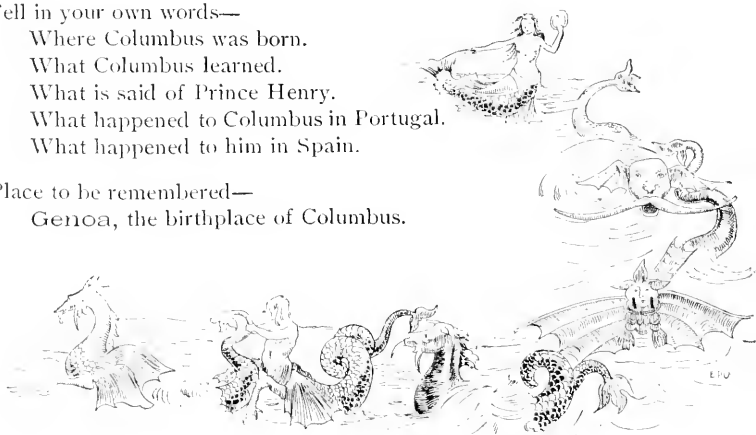 ell in your own words—
Where Columbus was born.
What Columbus learned.
What is said of Prince Henry.
What happened to Columbus in Portugal.
What happened to him in Spain.
Place to be remembered—
Genoa, the birthplace of Columbus.